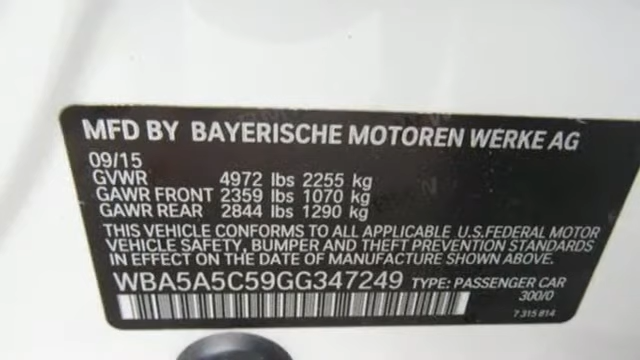 MFD BY BAYERISCHE MOTOREN WERKE AG
09/15
GVWR 4972 lbs 2255 kg
GAWR FRONT 2359 lbs 1070 kg
GAWR REAR 2844 lbs 1290 kg
THIS VEHICLE CONFORMS TO ALL APPLICABLE U.S.FEDERAL MOTOR
VEHICLE SAFETY, BUMPER AND THEFT PREVENTION STANDARDS
IN EFFECT ON THE DATE OF MANUFACTURE SHOWN ABOVE.
WBA5A5C59GG347249 TYPE: PASSENGER CAR
300/0
7 315 814